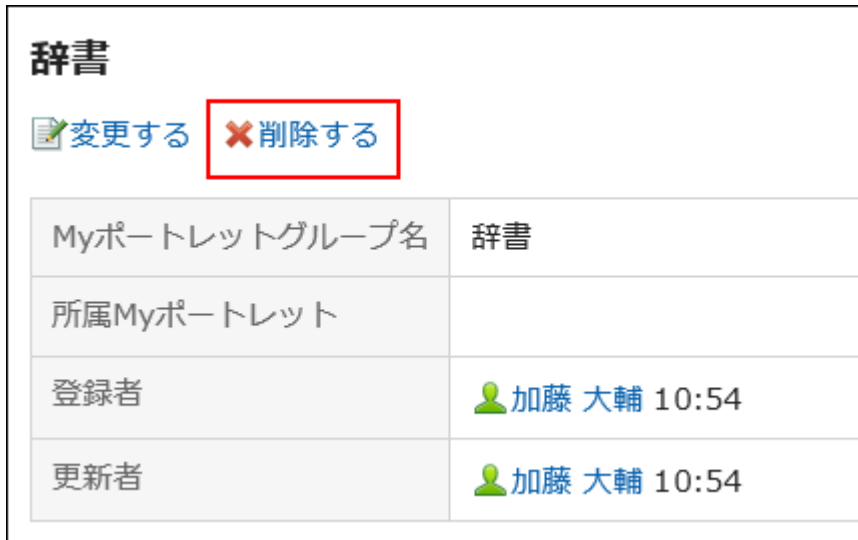 辞書
変更する 削除する
Myポートレットグループ名 辞書
所属Myポートレット
登録者 加藤 大輔 10:54
更新者 加藤 大輔 10:54